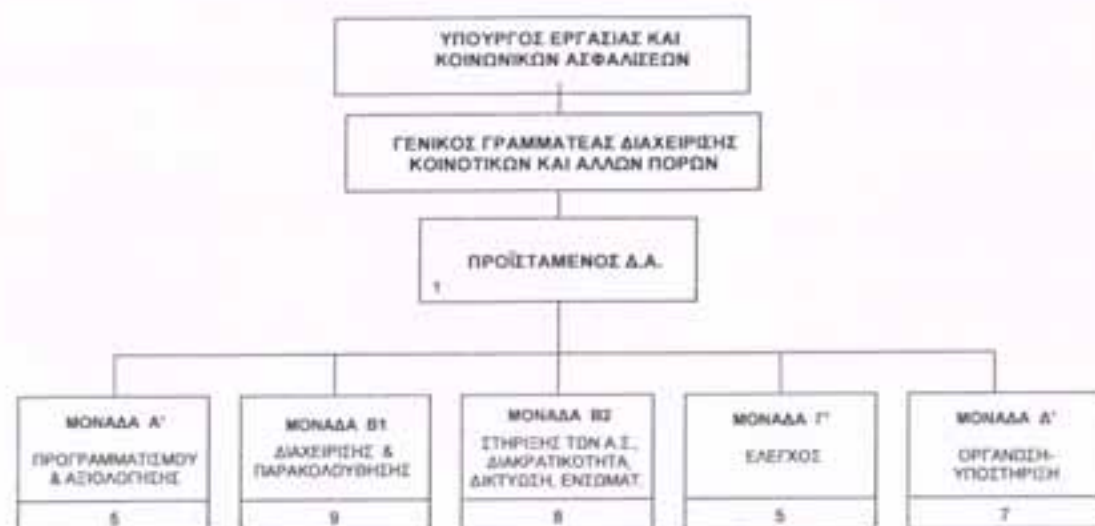 ΥΠΟΥΡΓΟΣ ΕΡΓΑΣΙΑΣ ΚΑΙ
ΚΟΙΝΩΝΙΚΩΝ ΑΣΦΑΛΙΣΕΩΝ
ΓΕΝΙΚΟΣ ΓΡΑΜΜΑΤΕΑΣ ΔΙΑΧΕΙΡΙΣΗΣ
ΚΟΙΝΟΤΙΚΩΝ ΚΑΙ ΑΛΛΩΝ ΠΟΡΩΝ
ΠΡΟΪΣΤΑΜΕΝΟΣ Δ.Α.
1
ΜΟΝΑΔΑ Α'
ΠΡΟΓΡΑΜΜΑΤΙΣΜΟΥ
& ΑΞΙΟΛΟΓΗΣΗΣ
ΜΟΝΑΔΑ Β1
ΔΙΑΧΕΙΡΙΣΗΣ &
ΠΑΡΑΚΟΛΟΥΘΗΣΗΣ
9
ΜΟΝΑΔΑ Β2
ΣΤΗΡΙΞΗΣ ΤΩΝ Α.Σ.,
ΔΙΑΚΡΑΤΙΚΟΤΗΤΑ,
ΔΙΚΤΥΩΣΗ, ΕΝΣΩΜΑΤ.
8
ΜΟΝΑΔΑ Γ'
ΕΛΕΓΧΟΣ
5
ΜΟΝΑΔΑ Δ'
ΟΡΓΑΝΩΣΗ-
ΥΠΟΣΤΗΡΙΞΗ
7